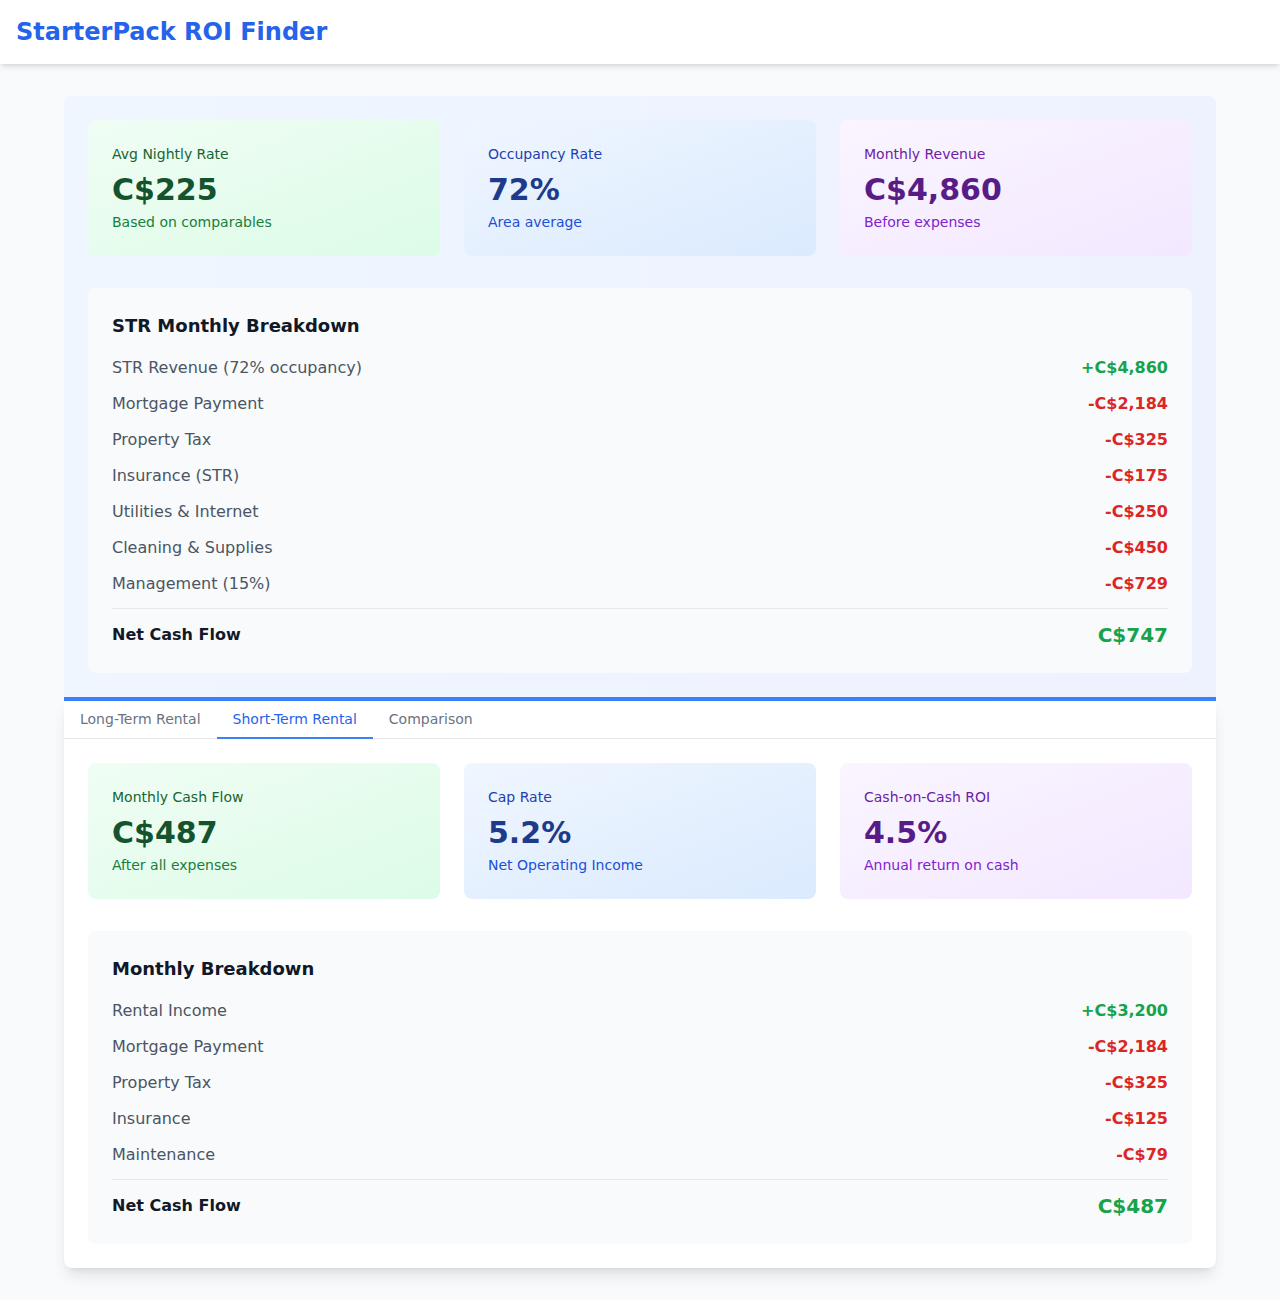 StarterPack ROI Finder
Avg Nightly Rate
C$225
Based on comparables
Occupancy Rate
72%
Area average
Monthly Revenue
C$4,860
Before expenses
STR Monthly Breakdown
STR Revenue (72% occupancy) +C$4,860
Mortgage Payment -C$2,184
Property Tax -C$325
Insurance (STR) -C$175
Utilities & Internet -C$250
Cleaning & Supplies -C$450
Management (15%) -C$729
Net Cash Flow C$747
Long-Term Rental Short-Term Rental Comparison
Monthly Cash Flow
C$487
After all expenses
Cap Rate
5.2%
Net Operating Income
Cash-on-Cash ROI
4.5%
Annual return on cash
Monthly Breakdown
Rental Income +C$3,200
Mortgage Payment -C$2,184
Property Tax -C$325
Insurance -C$125
Maintenance -C$79
Net Cash Flow C$487